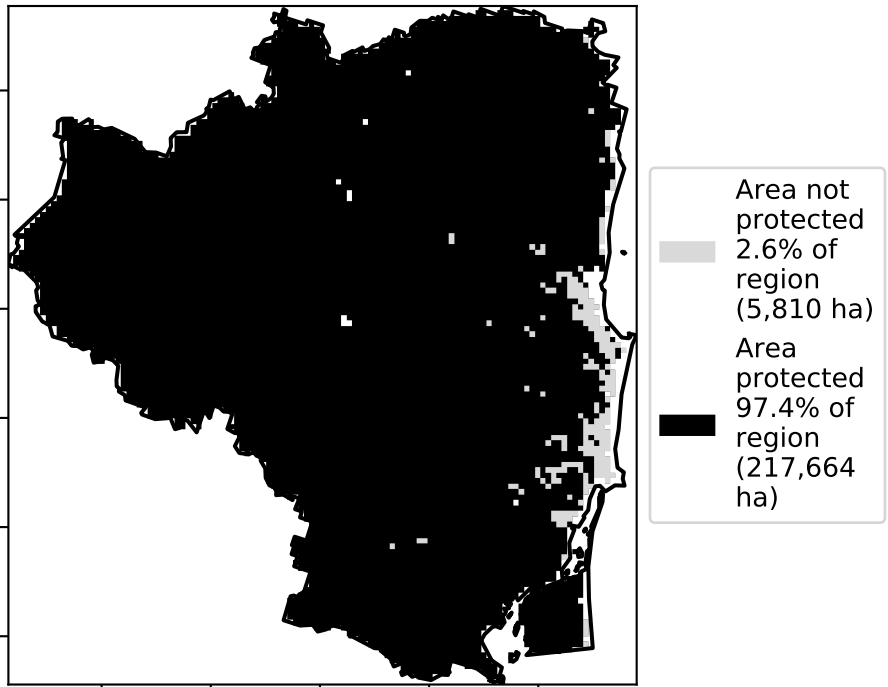 Area not
protected
2.6% of
region
(5,810 ha)
Area
protected
97.4% of
region
(217,664
ha)